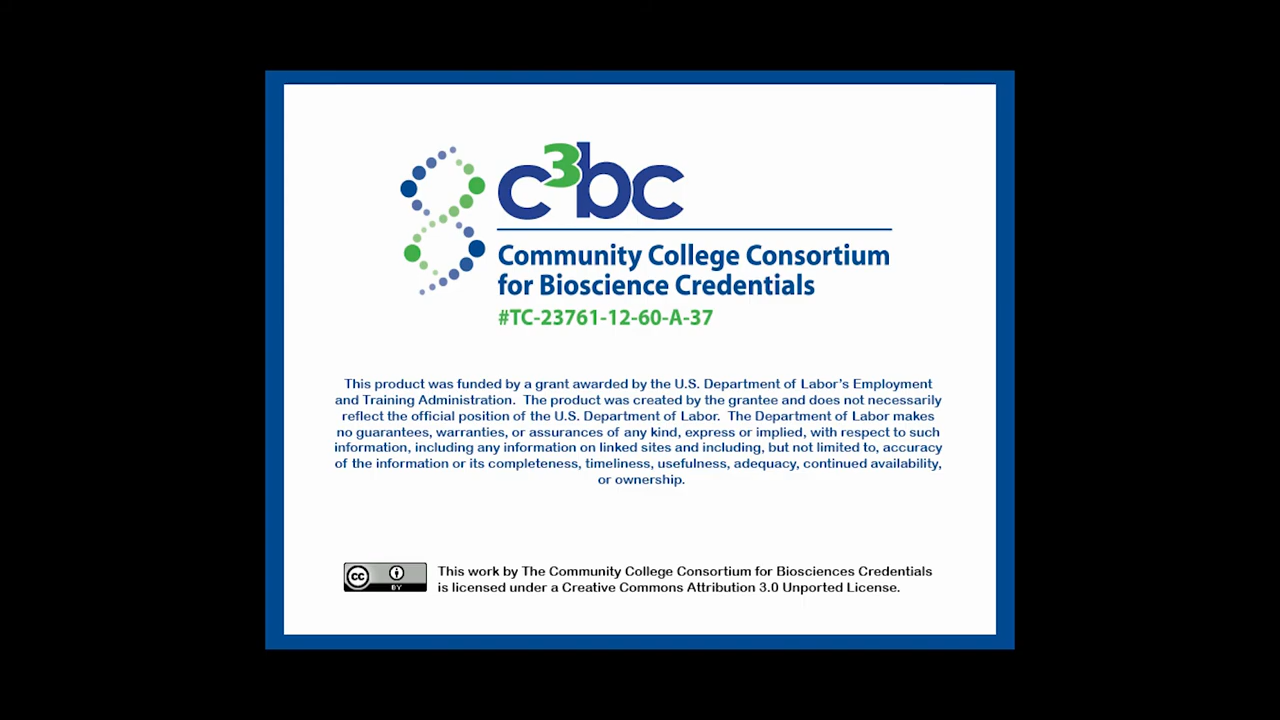 c³bc
Community College Consortium
for Bioscience Credentials
#TC-23761-12-60-A-37
This product was funded by a grant awarded by the U.S. Department of Labor’s Employment
and Training Administration.  The product was created by the grantee and does not necessarily
reflect the official position of the U.S. Department of Labor.  The Department of Labor makes
no guarantees, warranties, or assurances of any kind, express or implied, with respect to such
information, including any information on linked sites and including, but not limited to, accuracy
of the information or its completeness, timeliness, usefulness, adequacy, continued availability,
or ownership.
cc BY
This work by The Community College Consortium for Biosciences Credentials
is licensed under a Creative Commons Attribution 3.0 Unported License.